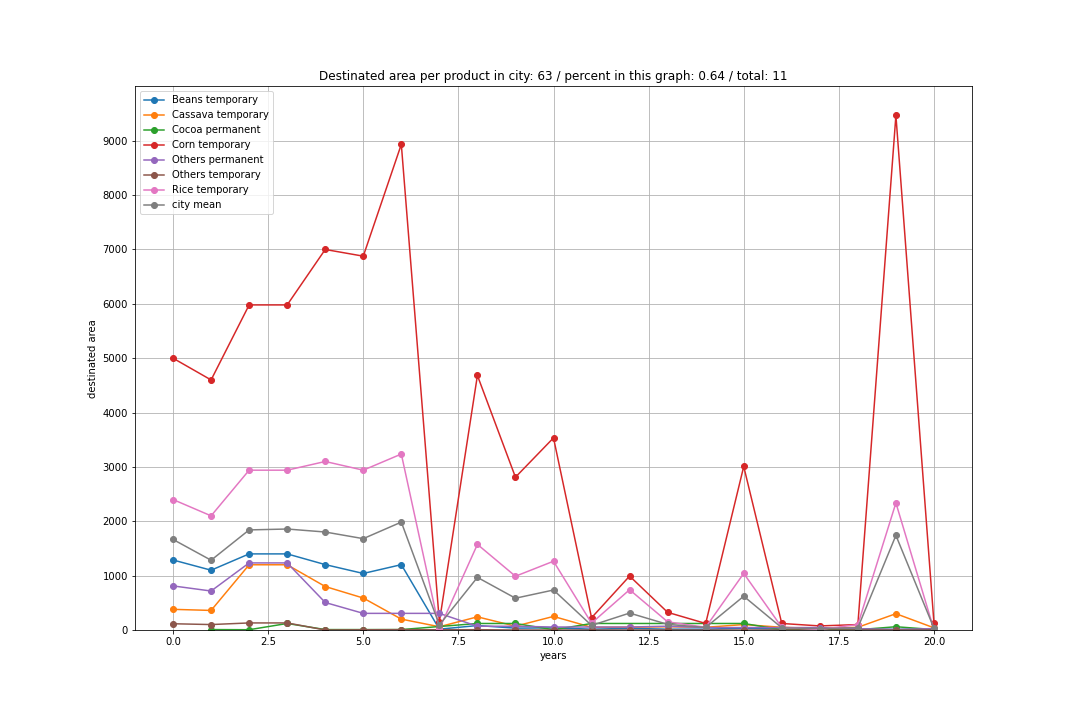 Destinated area per product in city: 63 / percent in this graph: 0.64 / total: 11
Beans temporary
Cassava temporary
Cocoa permanent
Corn temporary
Others permanent
Others temporary
Rice temporary
city mean
9000
8000
7000
6000
5000
4000
3000
2000
1000
0
destinated area
0.0 2.5 5.0 7.5 10.0 12.5 15.0 17.5 20.0
years